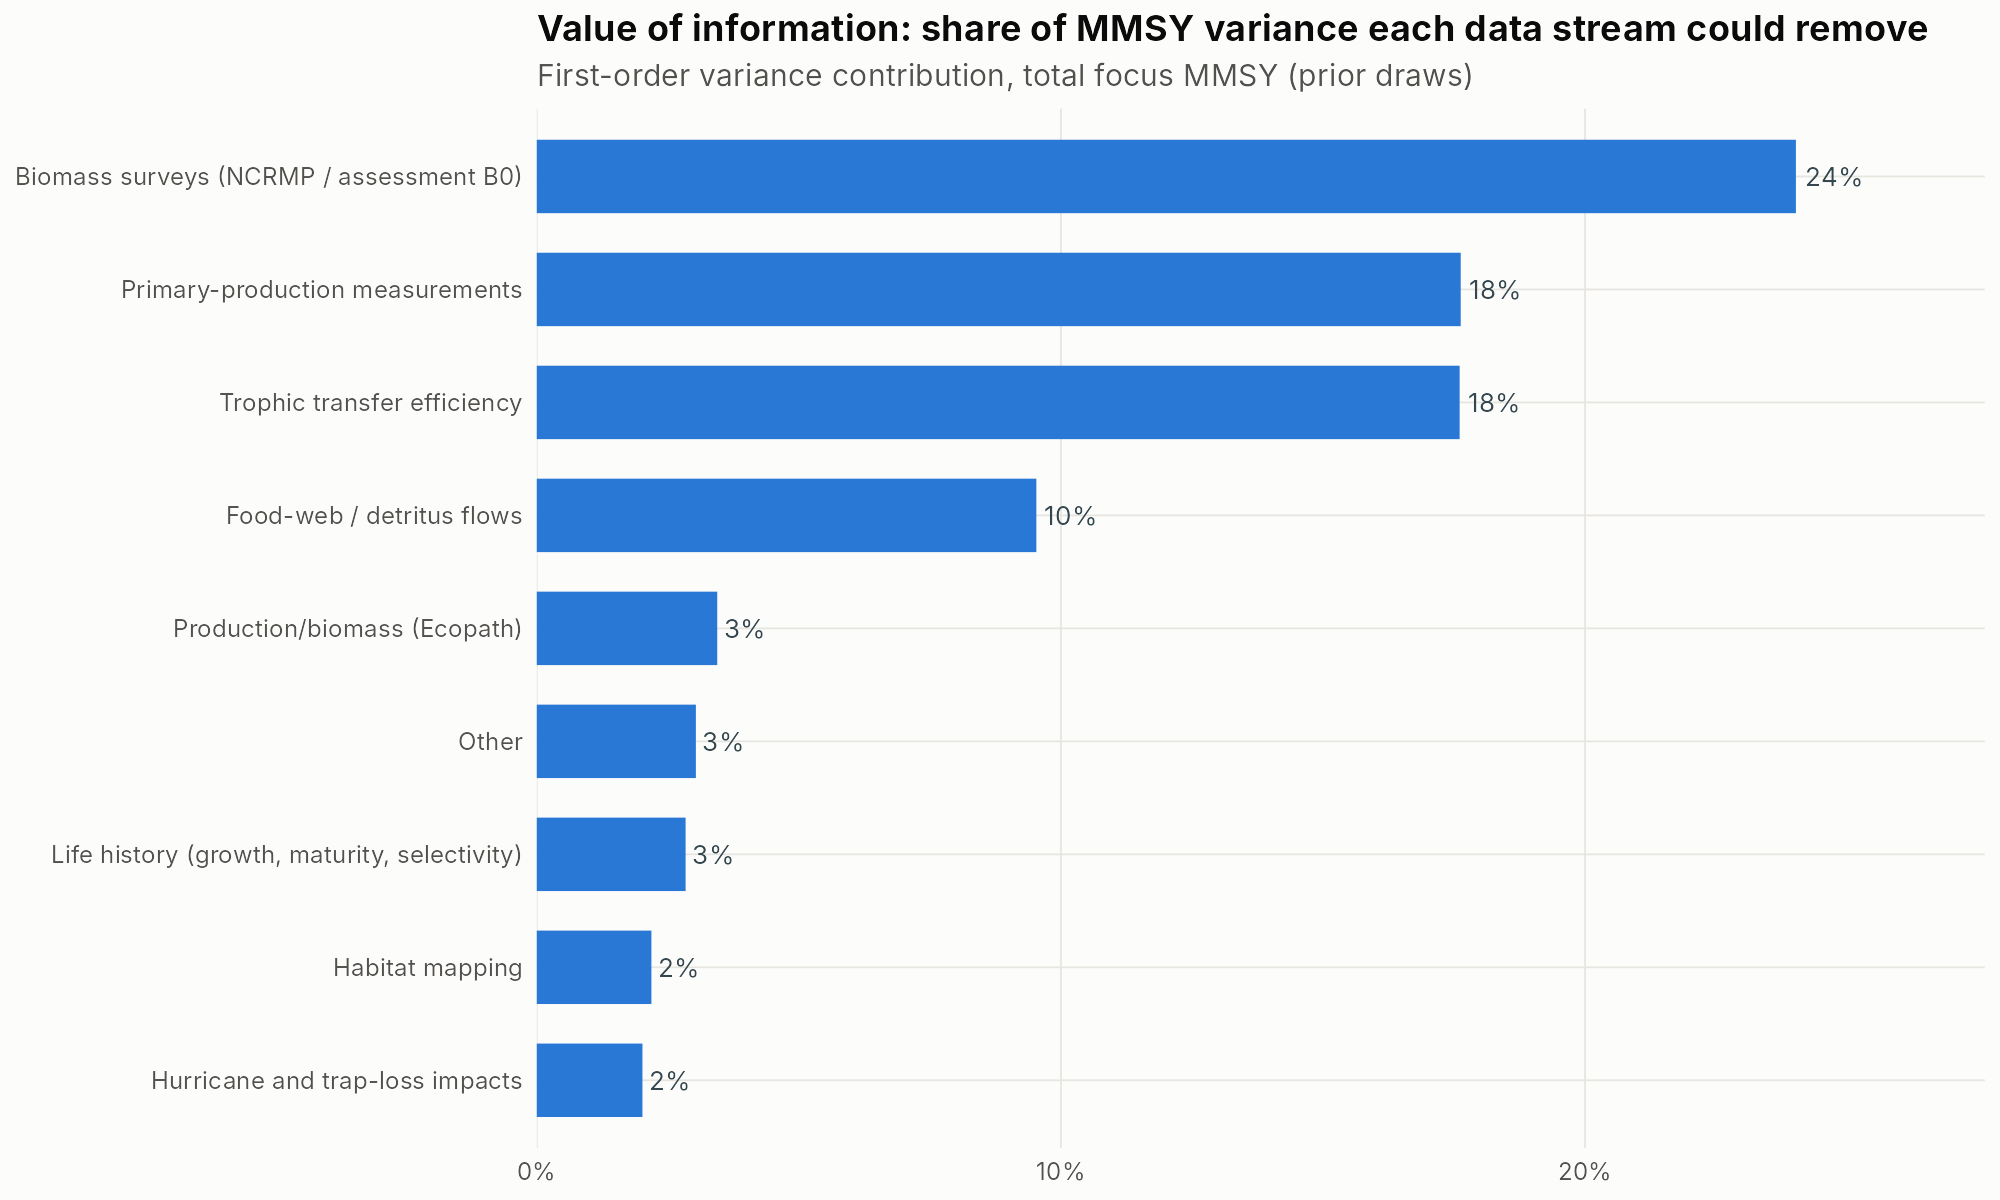 Value of information: share of MMSY variance each data stream could remove
First-order variance contribution, total focus MMSY (prior draws)
Biomass surveys (NCRMP / assessment B0)
24%
Primary-production measurements
18%
Trophic transfer efficiency
18%
Food-web / detritus flows
10%
Production/biomass (Ecopath)
3%
Other
3%
Life history (growth, maturity, selectivity)
3%
Habitat mapping
2%
Hurricane and trap-loss impacts
2%
0%
10%
20%